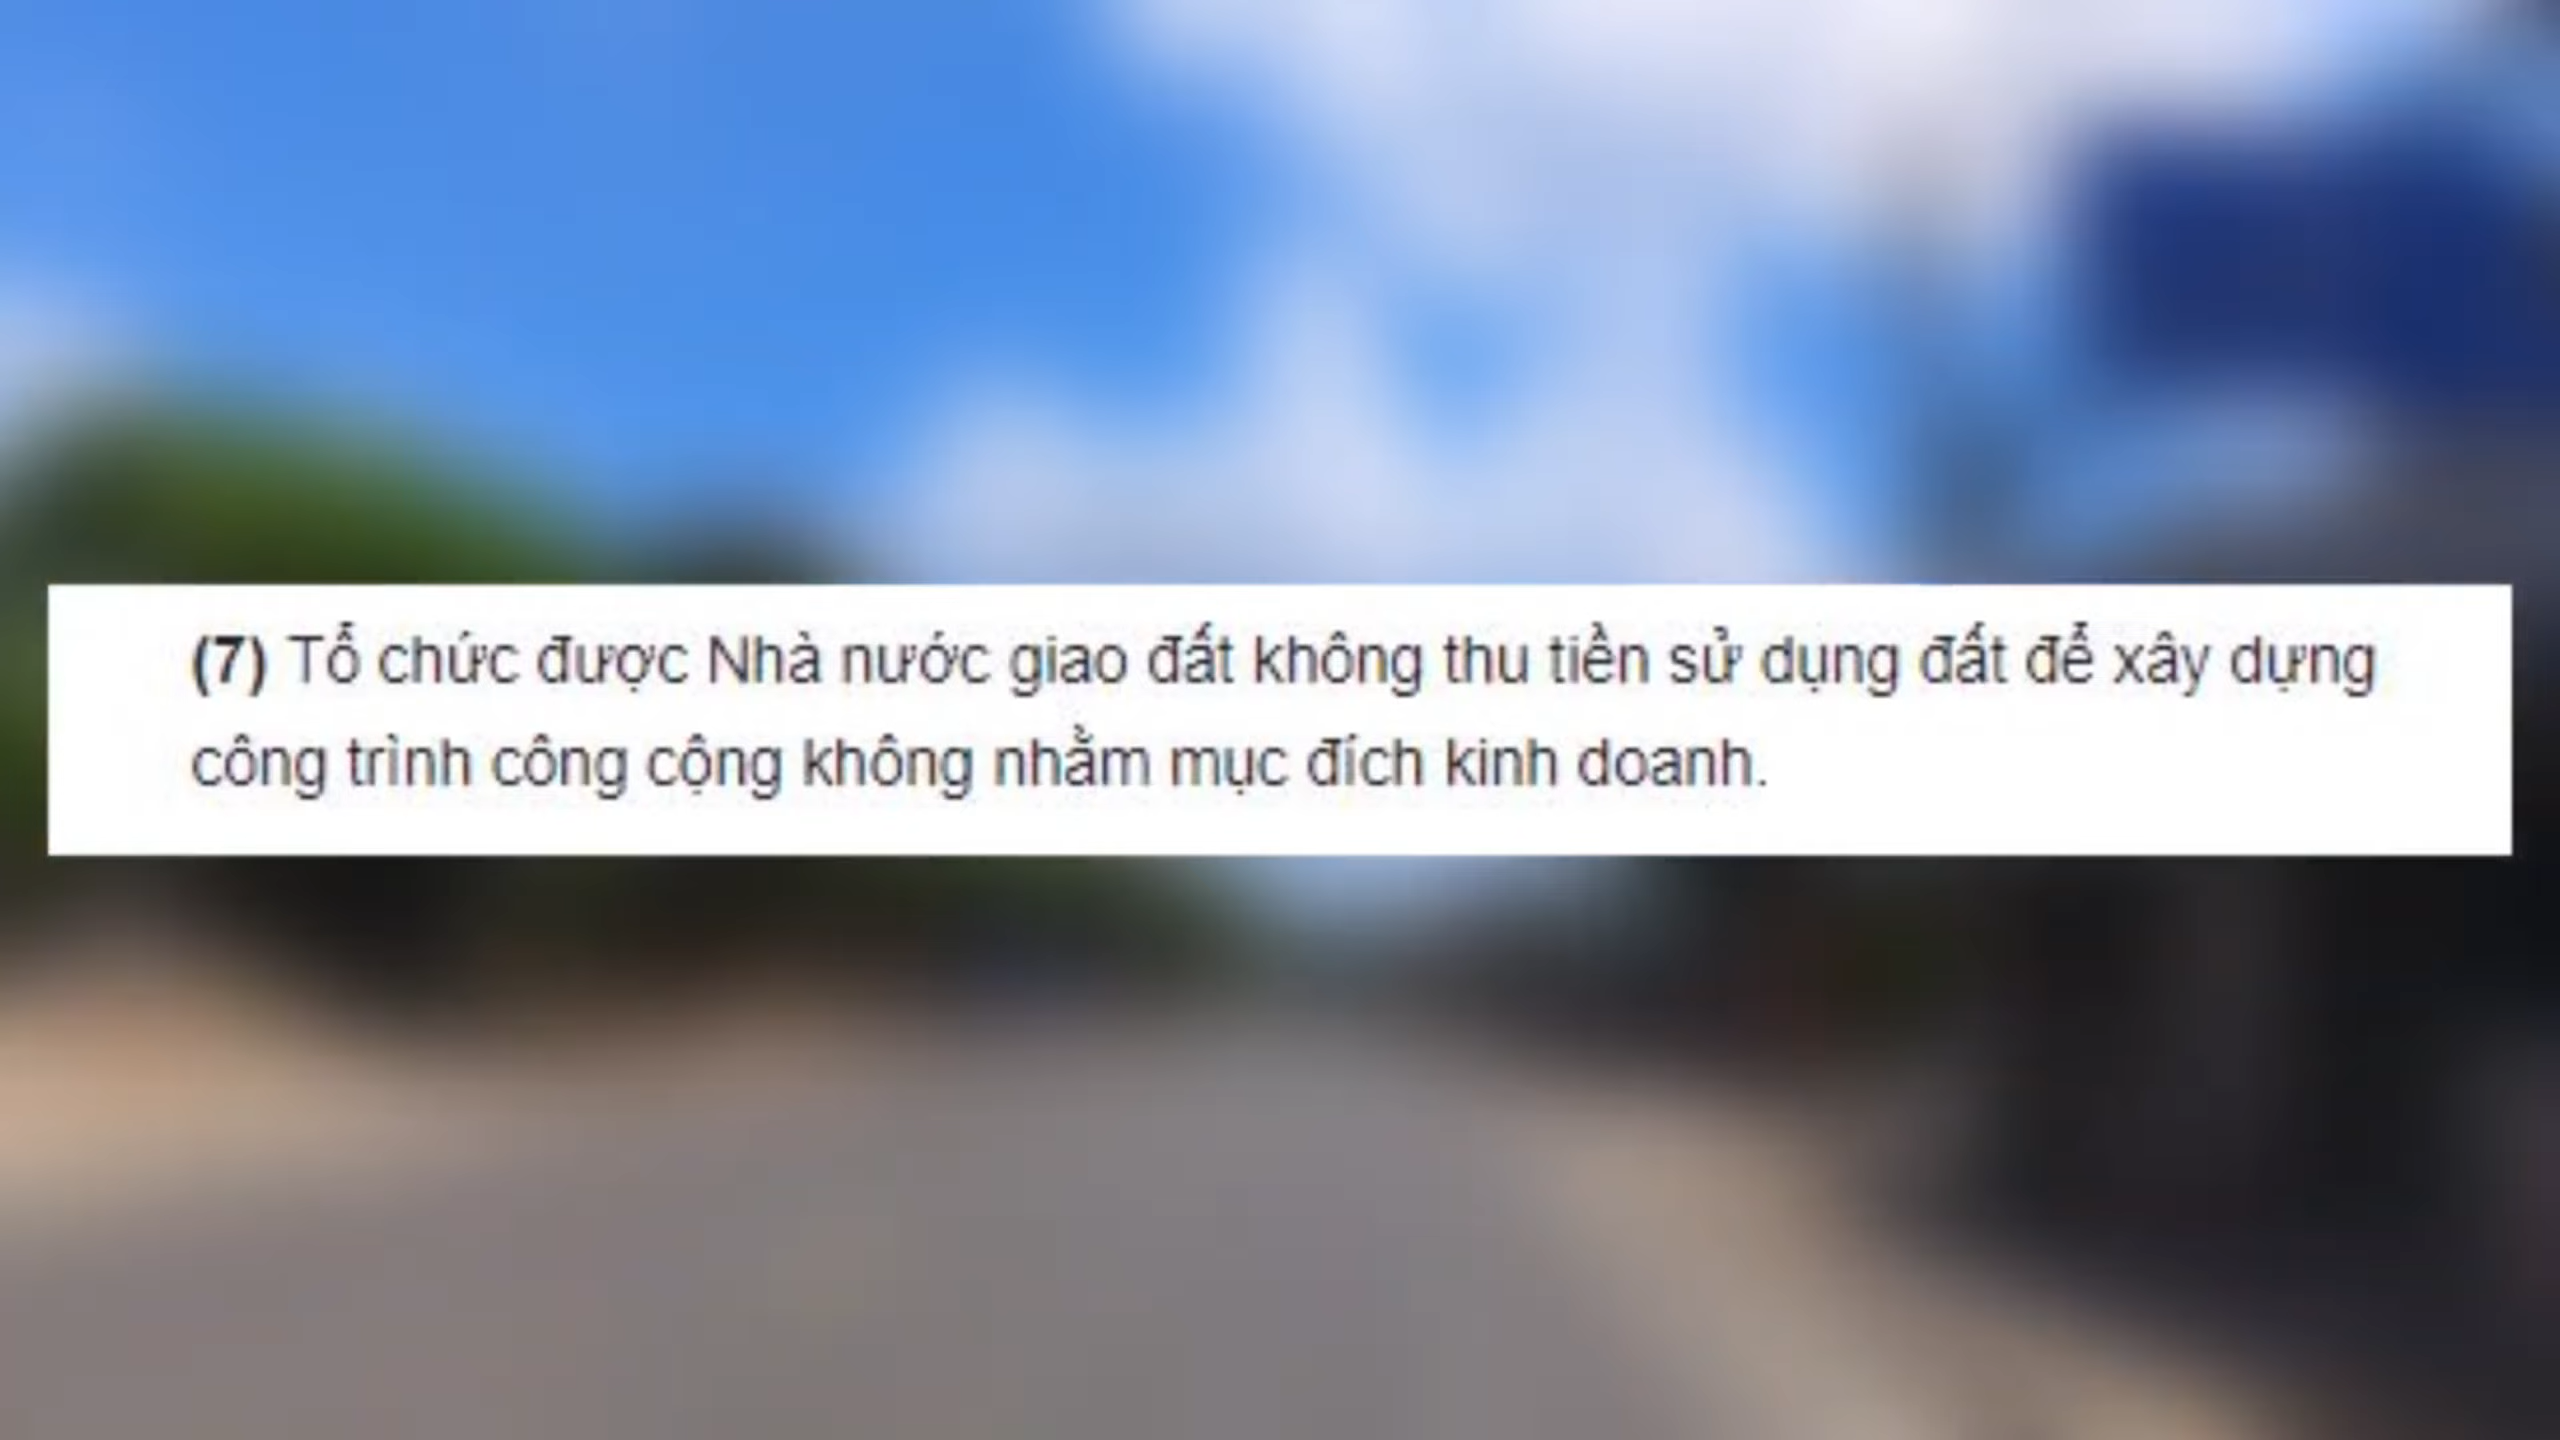 (7) Tổ chức được Nhà nước giao đất không thu tiền sử dụng đất để xây dựng
công trình công cộng không nhằm mục đích kinh doanh.